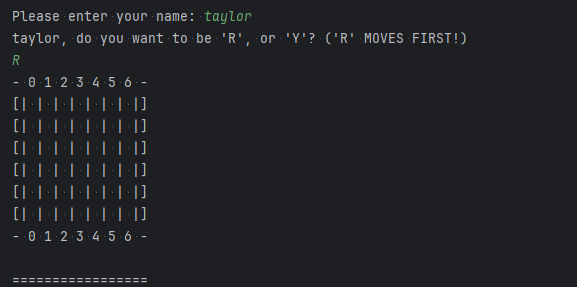 Please enter your name: taylor
taylor, do you want to be 'R', or 'Y'? ('R' MOVES FIRST!)
R
- 0 1 2 3 4 5 6 -
[| | | | | | | |]
[| | | | | | | |]
[| | | | | | | |]
[| | | | | | | |]
[| | | | | | | |]
[| | | | | | | |]
- 0 1 2 3 4 5 6 -
=================